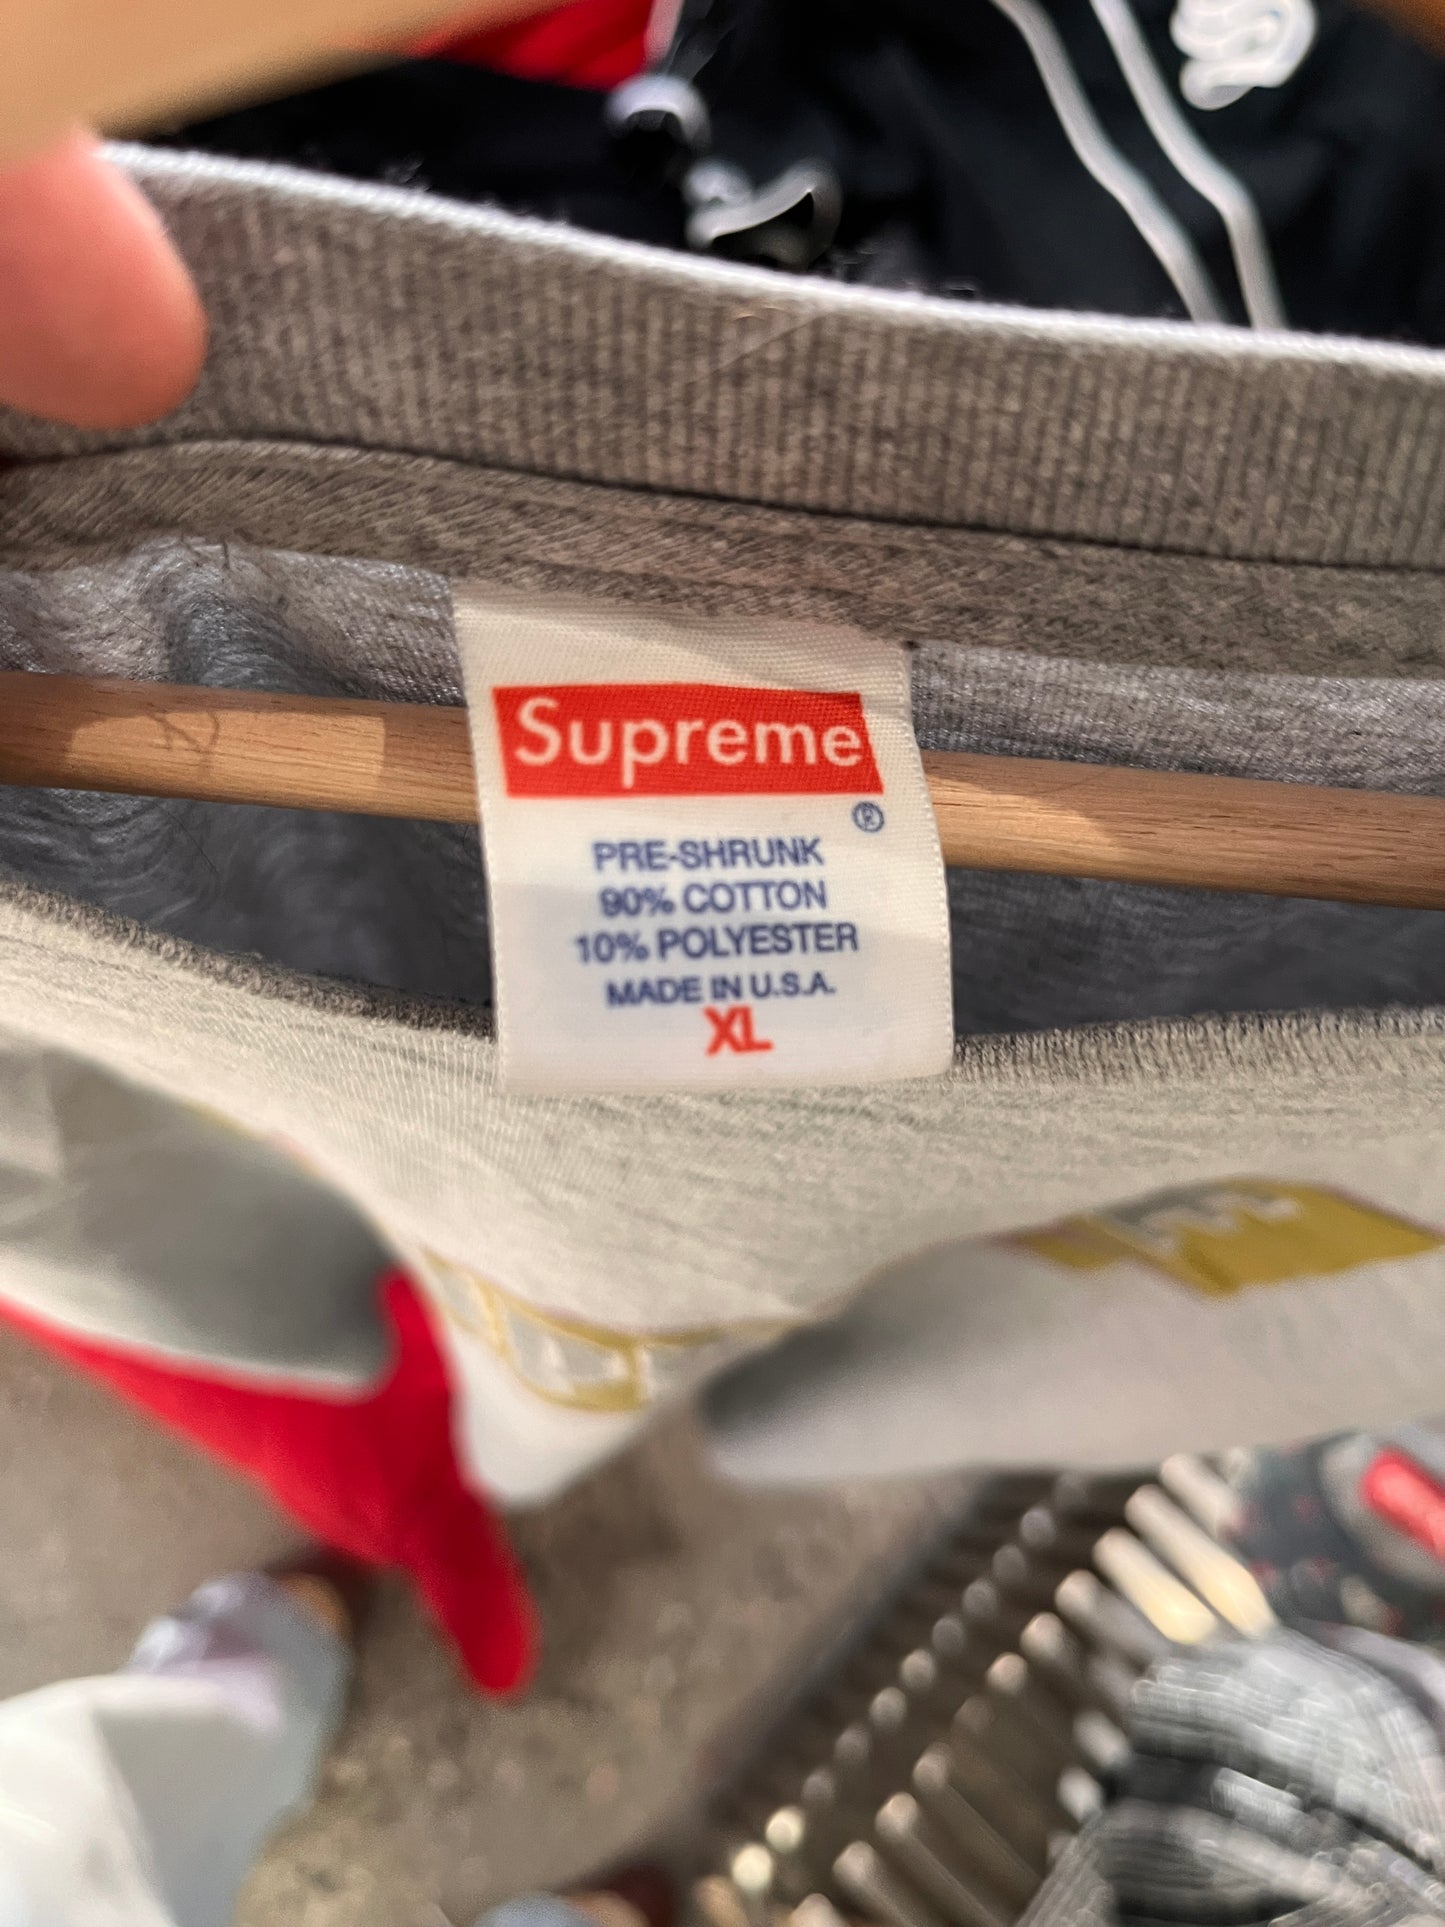 Supreme
®
PRE-SHRUNK
90% COTTON
10% POLYESTER
MADE IN U.S.A.
XL